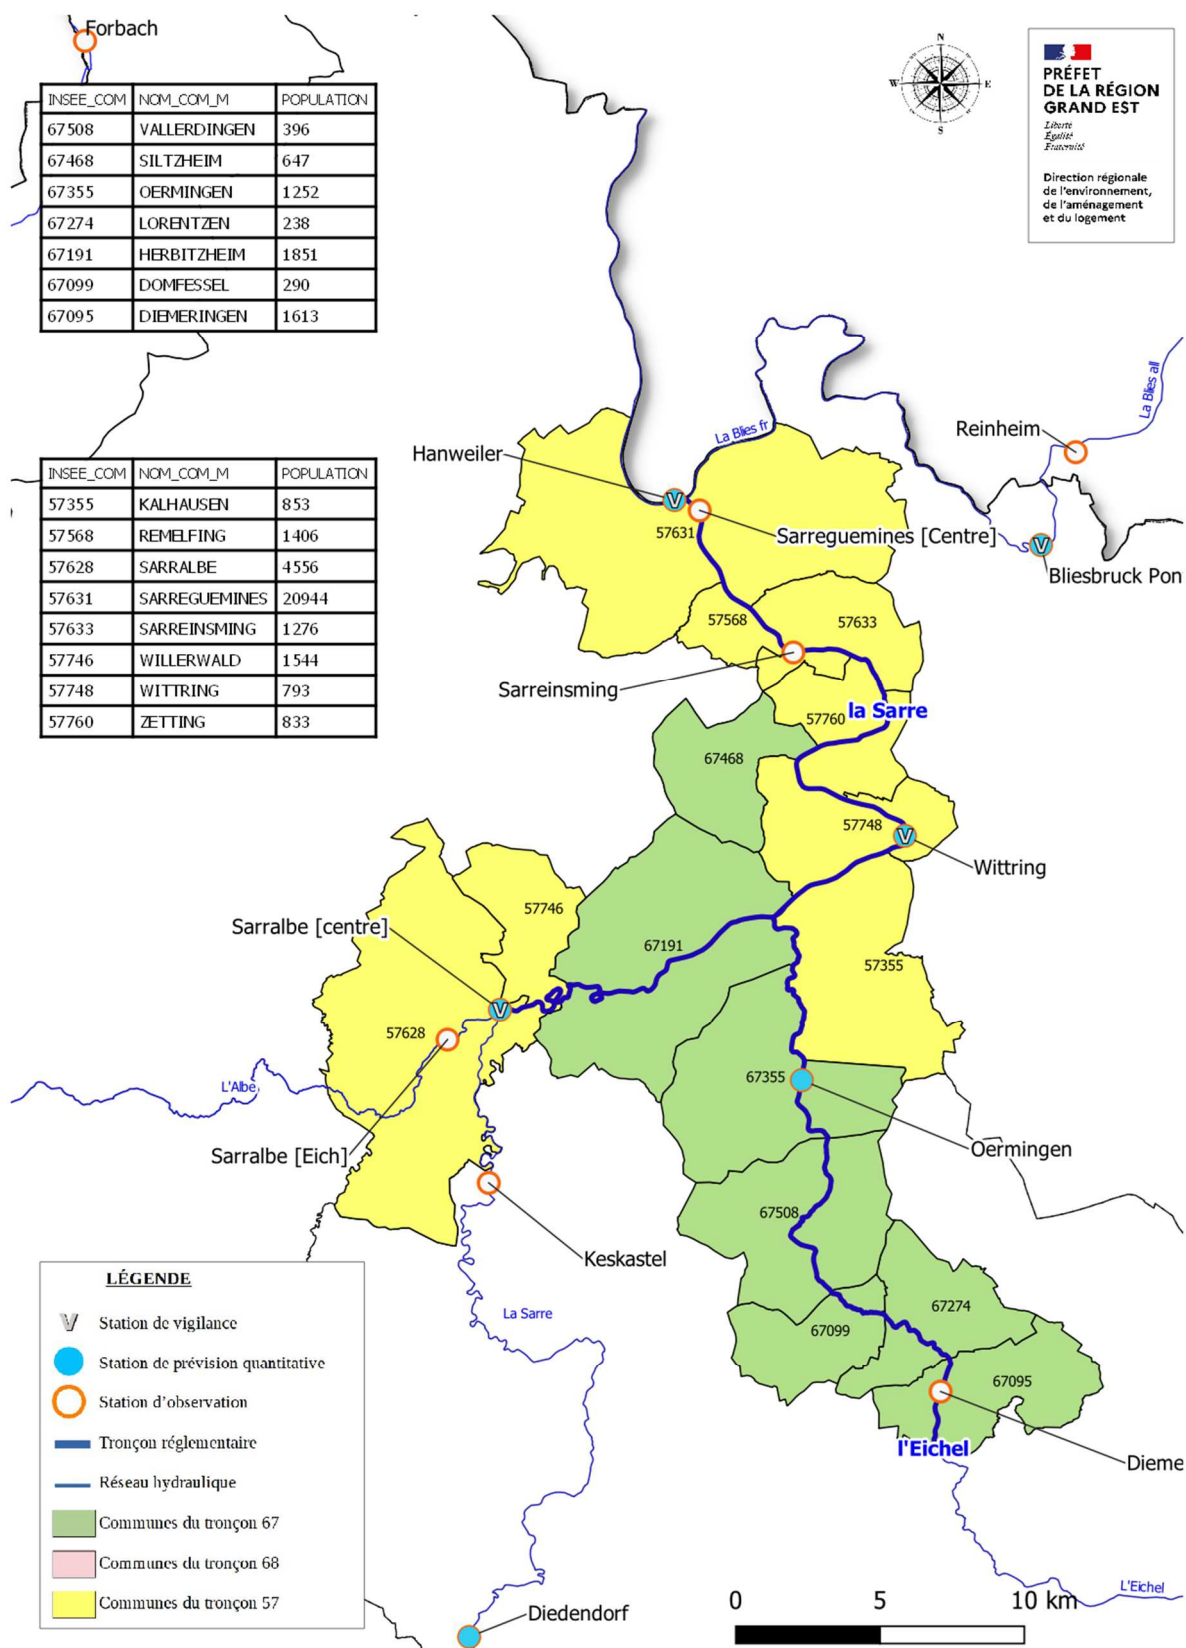 Forbach
INSEE_COM NOM_COM_M POPULATION
67508 VALLERDINGEN 396
67468 SILTZHEIM 647
67355 OERMINGEN 1252
67274 LORENTZEN 238
67191 HERBITZHEIM 1851
67099 DOMFESSEL 290
67095 DIEMERINGEN 1613
N
W E
S
PRÉFET
DE LA RÉGION
GRAND EST
Liberté
Égalité
Fraternité
Direction régionale
de l'environnement,
de l'aménagement
et du logement
INSEE_COM NOM_COM_M POPULATION
57355 KALHAUSEN 853
57568 REMELFING 1406
57628 SARRALBE 4556
57631 SARREGUEMINES 20944
57633 SARREINSMING 1276
57746 WILLERWALD 1544
57748 WITTRING 793
57760 ZETTING 833
La Blies all
Reinheim
La Blies fr
Hanweiler
V
57631
Sarreguemines [Centre]
V
Bliesbruck Pon
57568
57633
Sarreinsming
57760
la Sarre
67468
57748
V
Wittring
57746
Sarralbe [centre]
67191
57355
V
57628
67355
L'Albe
Sarralbe [Eich]
Oermingen
67508
Keskastel
La Sarre
67274
67099
67095
l'Eichel
Dieme
L'Eichel
Diedendorf
LÉGENDE
V Station de vigilance
Station de prévision quantitative
Station d'observation
Tronçon réglementaire
Réseau hydraulique
Communes du tronçon 67
Communes du tronçon 68
Communes du tronçon 57
0 5 10 km